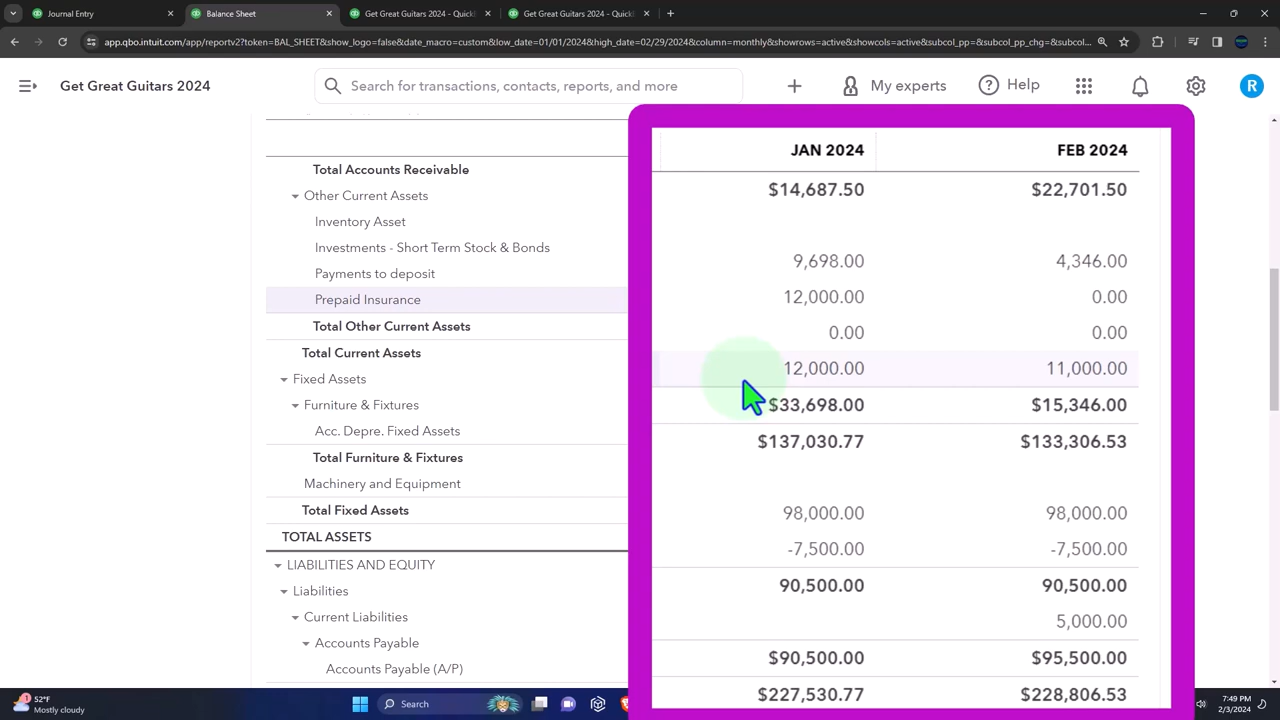 Journal Entry
Balance Sheet
Get Great Guitars 2024 - Quick
Get Great Guitars 2024 - Quick
app.qbo.intuit.com/app/reportv2?token=BAL_SHEET&show_logo=false&date_macro=custom&low_date=01/01/2024&high_date=02/29/2024&column=monthly&showrows=active&showcols=active&subcol_pp=&subcol_pp_chg=&subcol...
Get Great Guitars 2024
Search for transactions, contacts, reports, and more
My experts
Help
R
JAN 2024 FEB 2024
Total Accounts Receivable $14,687.50 $22,701.50
Other Current Assets
Inventory Asset 9,698.00 4,346.00
Investments - Short Term Stock & Bonds 12,000.00 0.00
Payments to deposit 0.00 0.00
Prepaid Insurance 12,000.00 11,000.00
Total Other Current Assets $33,698.00 $15,346.00
Total Current Assets $137,030.77 $133,306.53
Fixed Assets
Furniture & Fixtures 98,000.00 98,000.00
Acc. Depre. Fixed Assets -7,500.00 -7,500.00
Total Furniture & Fixtures 90,500.00 90,500.00
Machinery and Equipment 5,000.00
Total Fixed Assets $90,500.00 $95,500.00
TOTAL ASSETS $227,530.77 $228,806.53
LIABILITIES AND EQUITY
Liabilities
Current Liabilities
Accounts Payable
Accounts Payable (A/P)
52°F
Mostly cloudy
Search
7:49 PM
2/3/2024